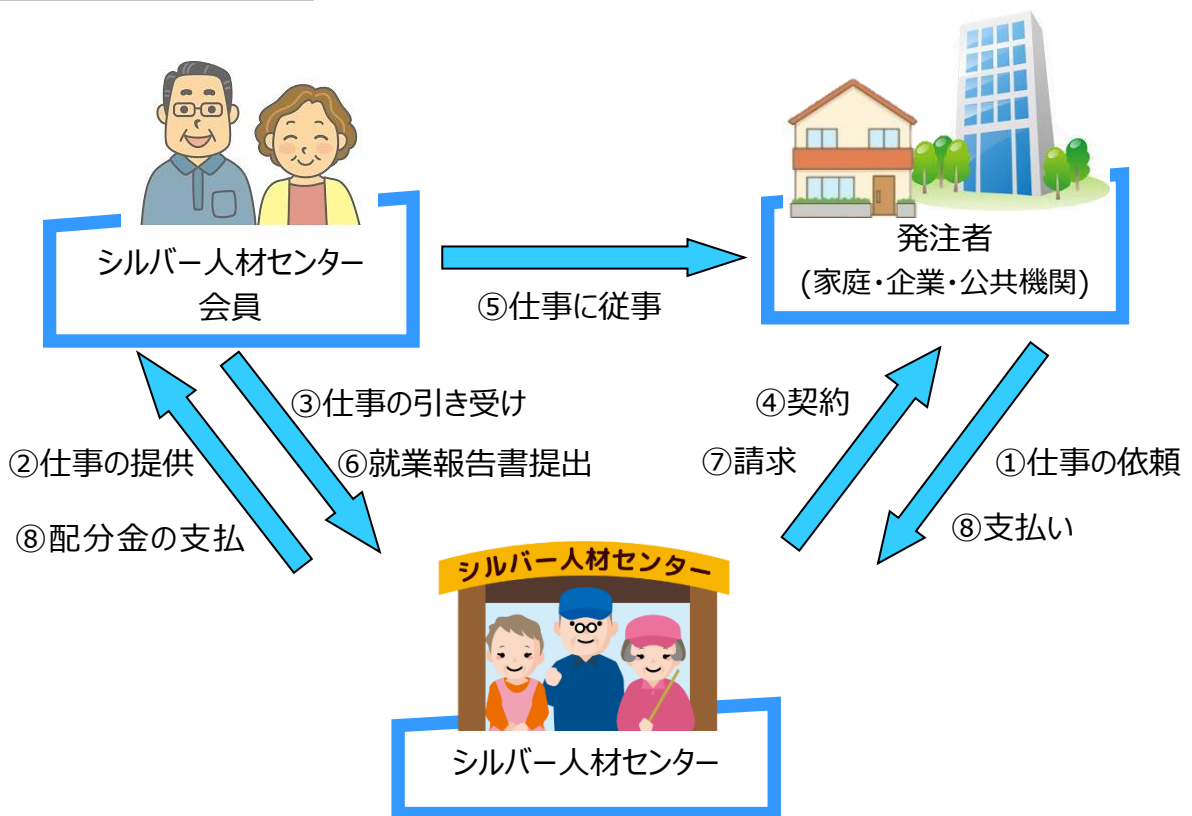 シルバー人材センター
会員
発注者
(家庭・企業・公共機関)
⑤仕事に従事
③仕事の引き受け
⑥就業報告書提出
②仕事の提供
⑧配分金の支払
④契約
⑦請求
①仕事の依頼
⑧支払い
シルバー人材センター
シルバー人材センター